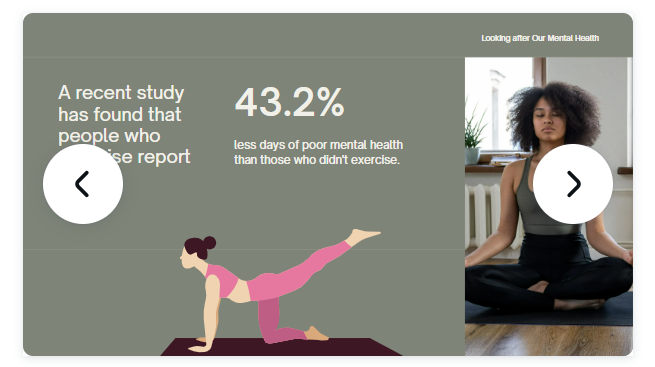 Looking after Our Mental Health
A recent study
has found that
people who
report
43.2%
less days of poor mental health
than those who didn't exercise.